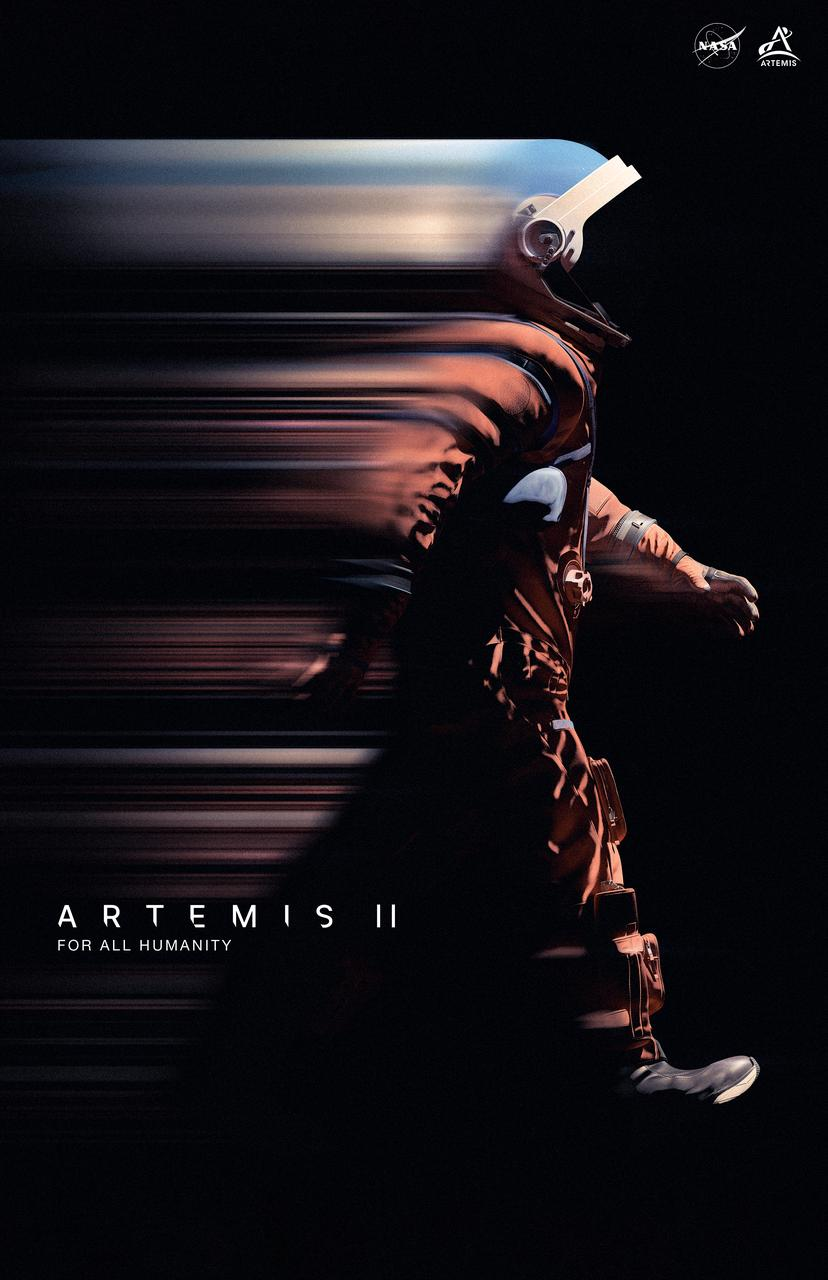 NASA
ARTEMIS
ARTEMIS II
FOR ALL HUMANITY